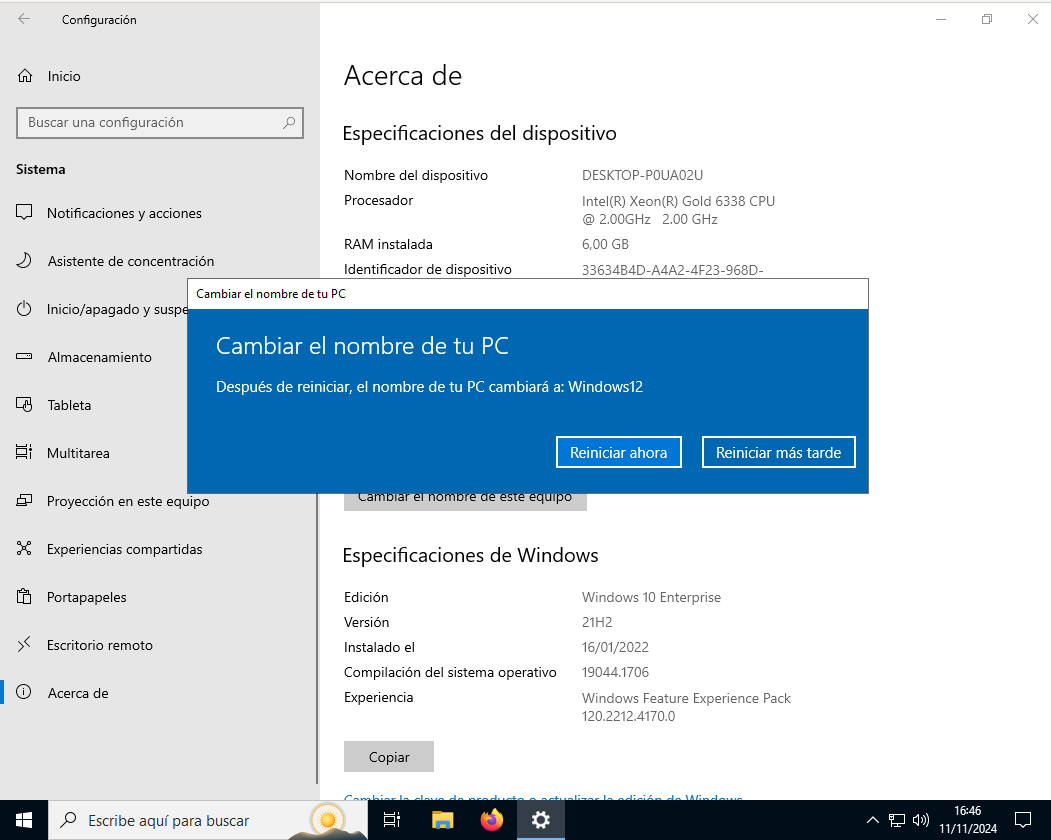 Configuración
Inicio
Buscar una configuración
Sistema
Notificaciones y acciones
Asistente de concentración
Inicio/apagado y suspe
Almacenamiento
Tableta
Multitarea
Proyección en este equipo
Experiencias compartidas
Portapapeles
Escritorio remoto
Acerca de
Acerca de
Especificaciones del dispositivo
Nombre del dispositivo DESKTOP-P0UA02U
Procesador Intel(R) Xeon(R) Gold 6338 CPU
@ 2.00GHz 2.00 GHz
RAM instalada 6,00 GB
Identificador de dispositivo 33634B4D-A4A2-4F23-968D-
Cambiar el nombre de tu PC
Cambiar el nombre de tu PC
Después de reiniciar, el nombre de tu PC cambiará a: Windows12
Reiniciar ahora Reiniciar más tarde
Cambiar el nombre de este equipo
Especificaciones de Windows
Edición Windows 10 Enterprise
Versión 21H2
Instalado el 16/01/2022
Compilación del sistema operativo 19044.1706
Experiencia Windows Feature Experience Pack
120.2212.4170.0
Copiar
Cambiar la clave de producto o actualizar la edición de Windows
Escribe aquí para buscar
16:46
11/11/2024